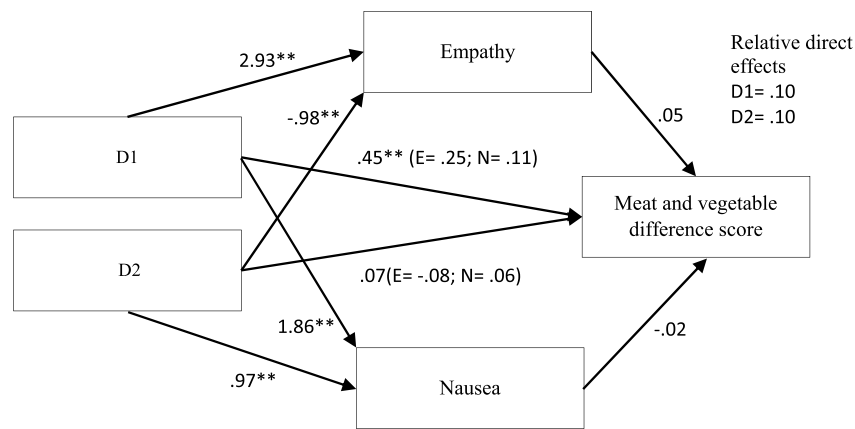 Empathy
Relative direct
effects
D1= .10
D2= .10
2.93**
-.98**
.05
D1
.45** (E= .25; N= .11)
Meat and vegetable
difference score
D2
.07(E= -.08; N= .06)
1.86**
-.02
.97**
Nausea